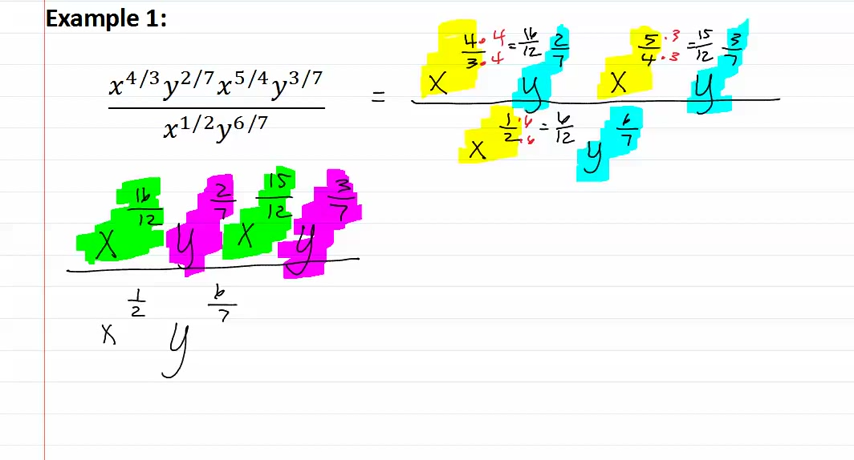 Example 1:
x^{4/3}y^{2/7}x^{5/4}y^{3/7} / x^{1/2}y^{6/7} = x^{4/3 · 4/4 = 16/12} y^{2/7} x^{5/4 · 3/3 = 15/12} y^{3/7} / x^{1/2 · 6/6 = 6/12} y^{6/7}
x^{16/12} y^{2/7} x^{15/12} y^{3/7} / x^{1/2} y^{6/7}